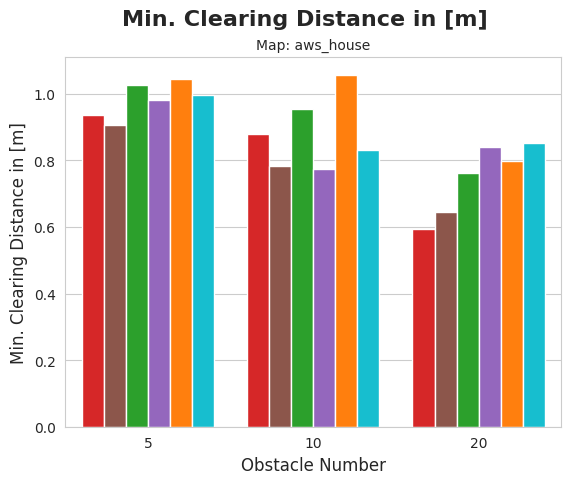 Min. Clearing Distance in [m]
Map: aws_house
Min. Clearing Distance in [m]
1.0
0.8
0.6
0.4
0.2
0.0
5 10 20
Obstacle Number